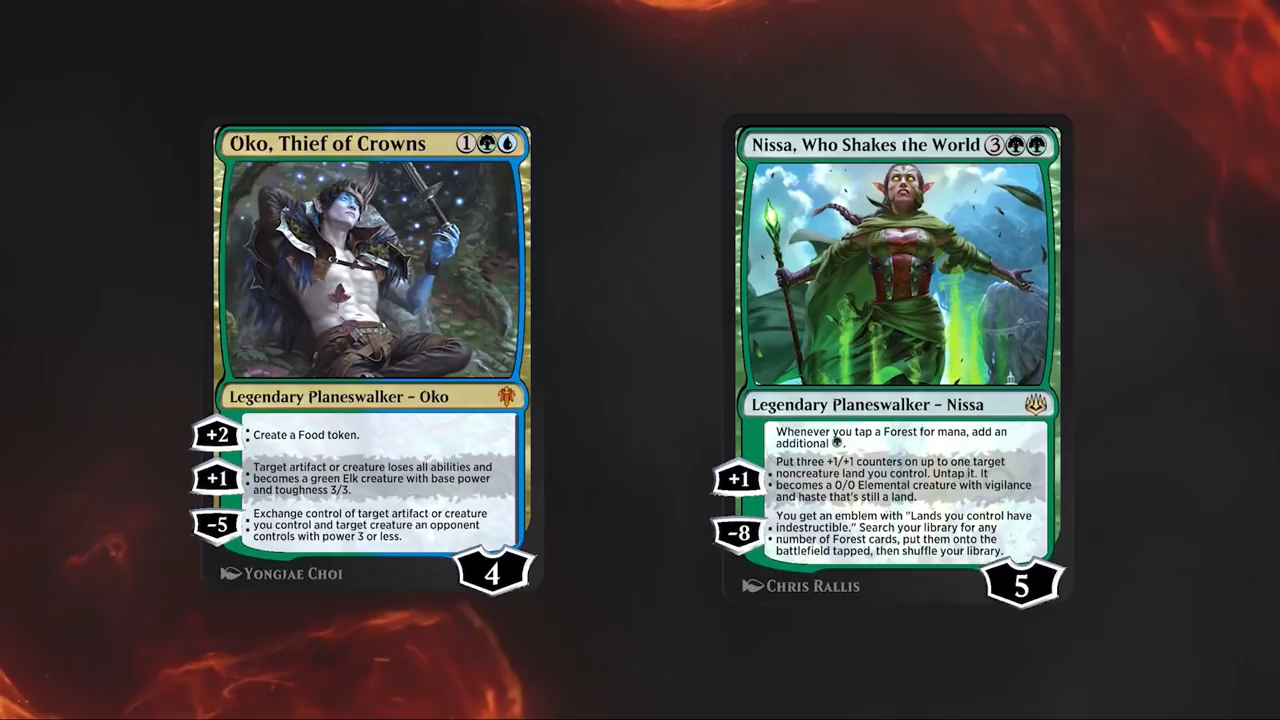 Oko, Thief of Crowns 1
Legendary Planeswalker – Oko
+2 : Create a Food token.
Target artifact or creature loses all abilities and
+1 : becomes a green Elk creature with base power
and toughness 3/3.
Exchange control of target artifact or creature
−5 : you control and target creature an opponent
controls with power 3 or less.
4
Yongjae Choi
Nissa, Who Shakes the World 3
Legendary Planeswalker – Nissa
Whenever you tap a Forest for mana, add an
additional .
Put three +1/+1 counters on up to one target
+1 : noncreature land you control. Untap it. It
becomes a 0/0 Elemental creature with vigilance
and haste that's still a land.
You get an emblem with "Lands you control have
−8 : indestructible." Search your library for any
number of Forest cards, put them onto the
battlefield tapped, then shuffle your library.
5
Chris Rallis